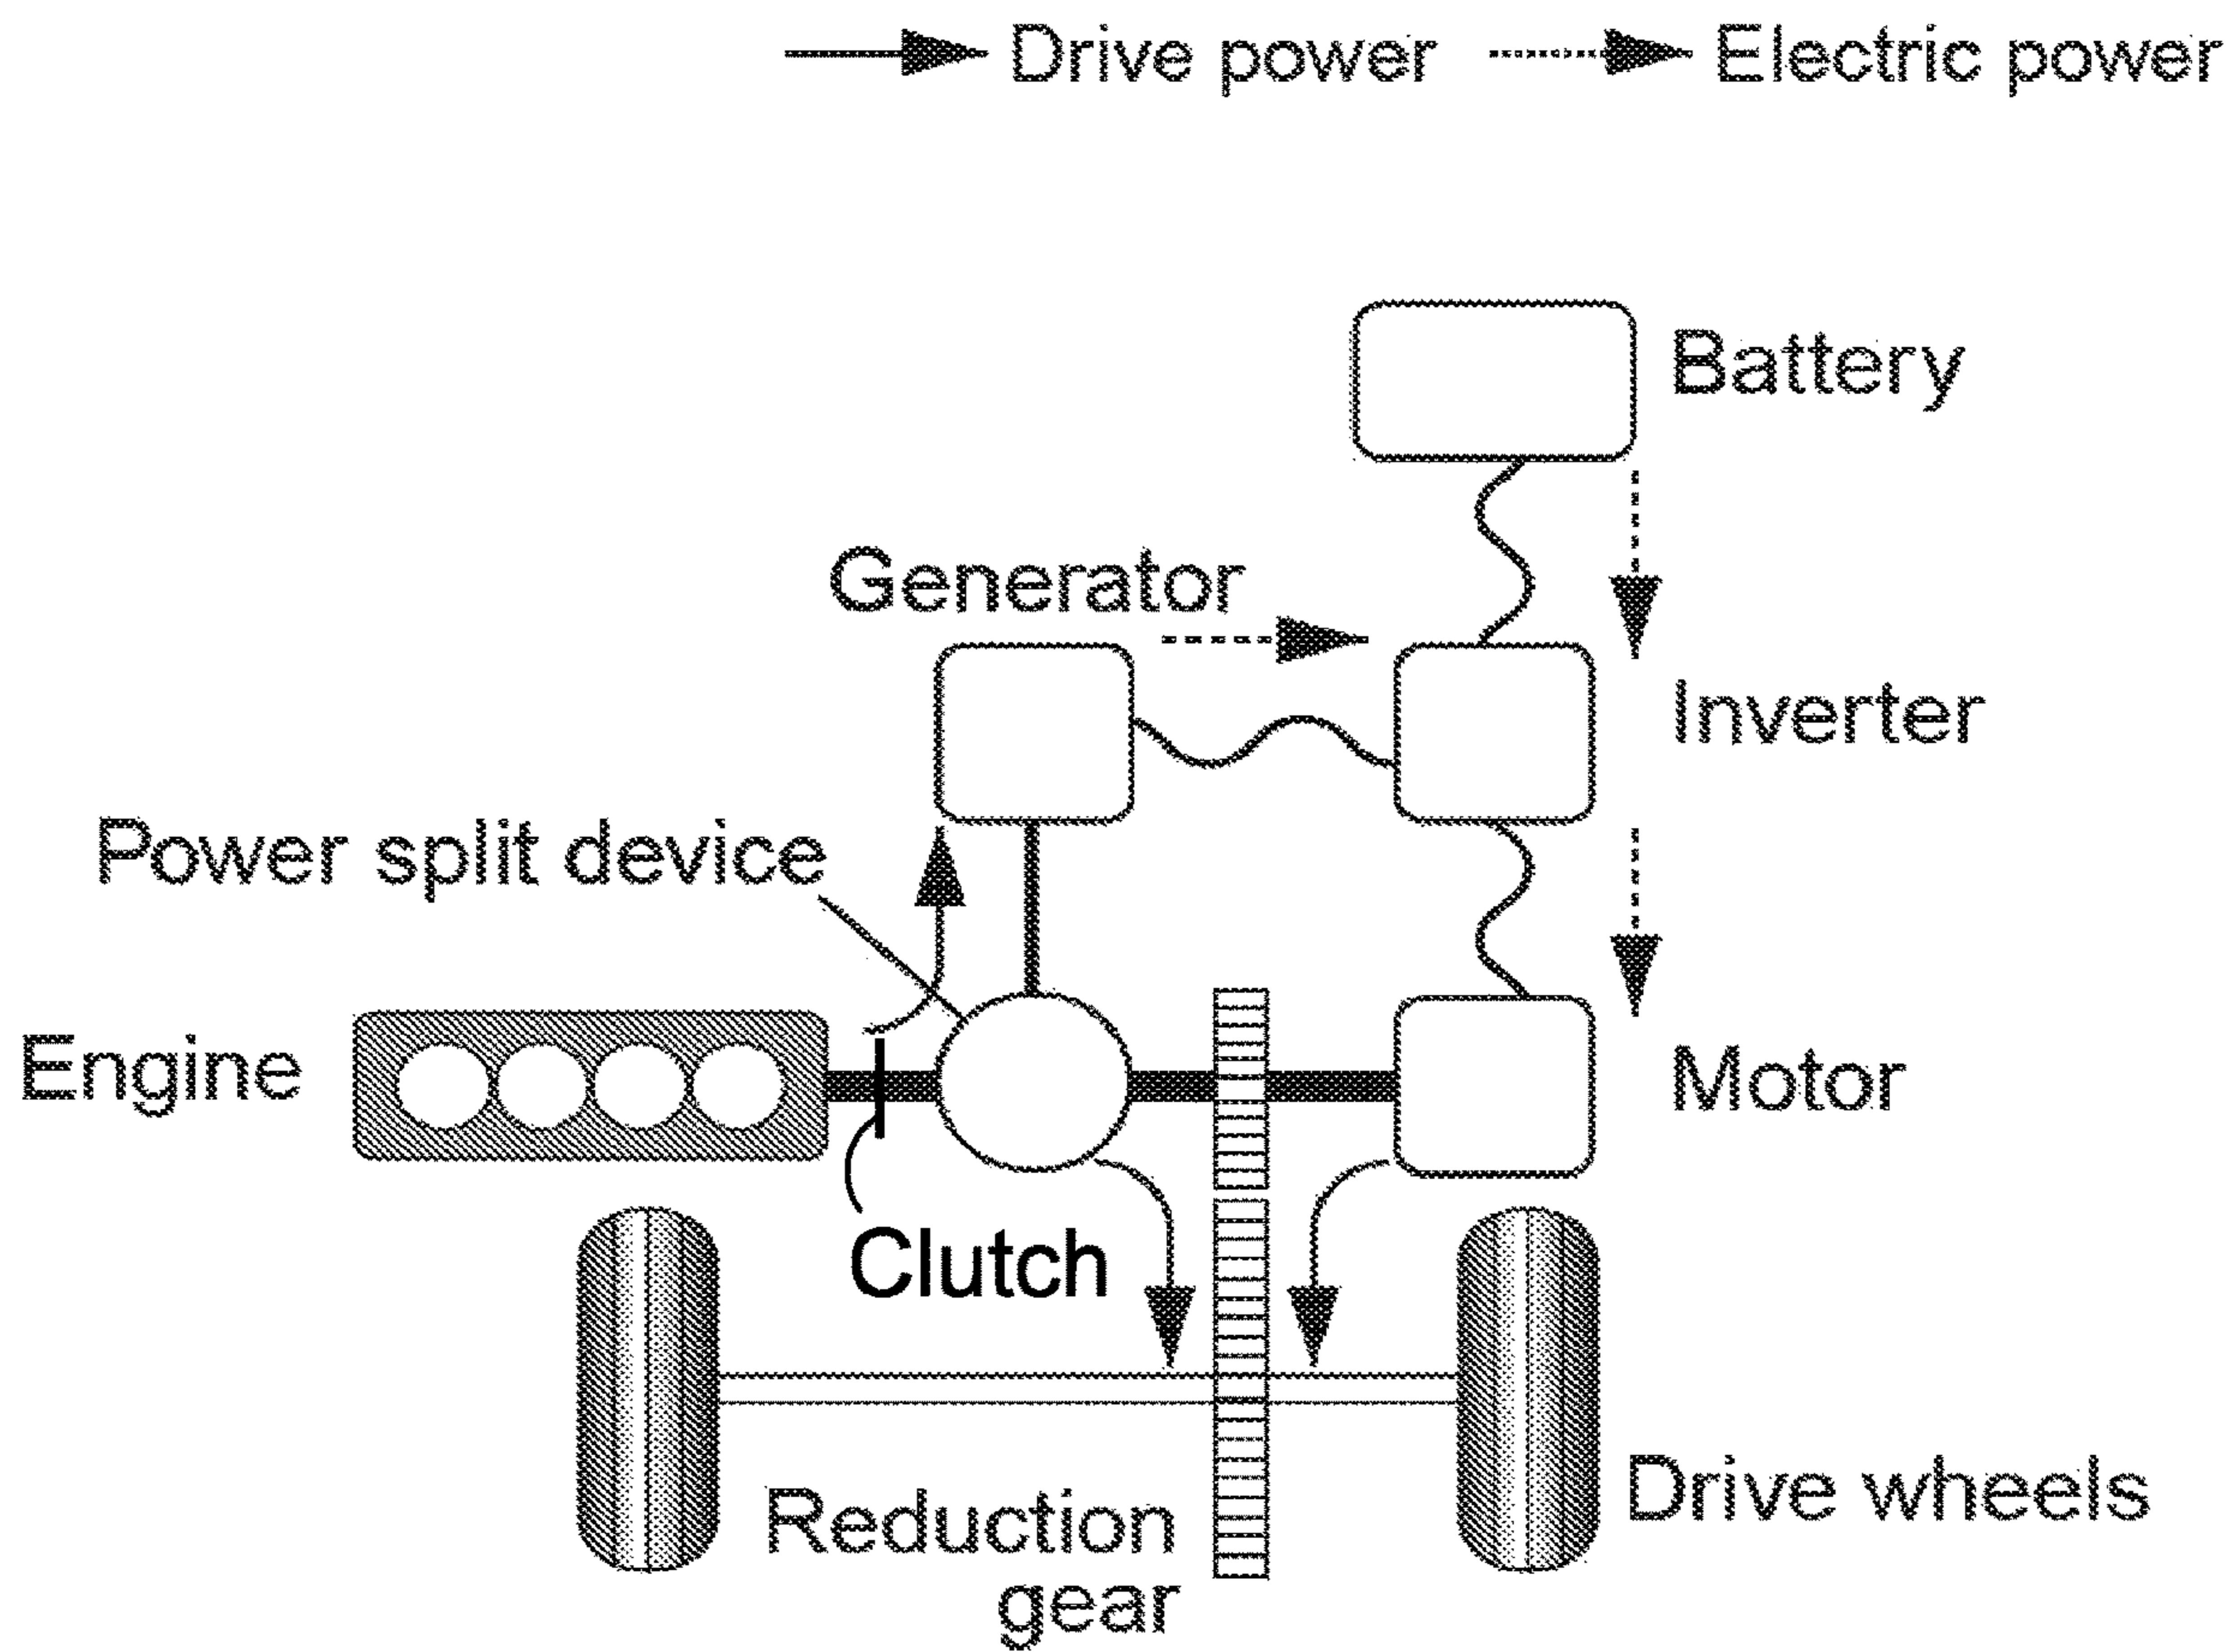 Drive power Electric power
Battery
Generator
Inverter
Power split device
Engine
Motor
Clutch
Drive wheels
Reduction
gear